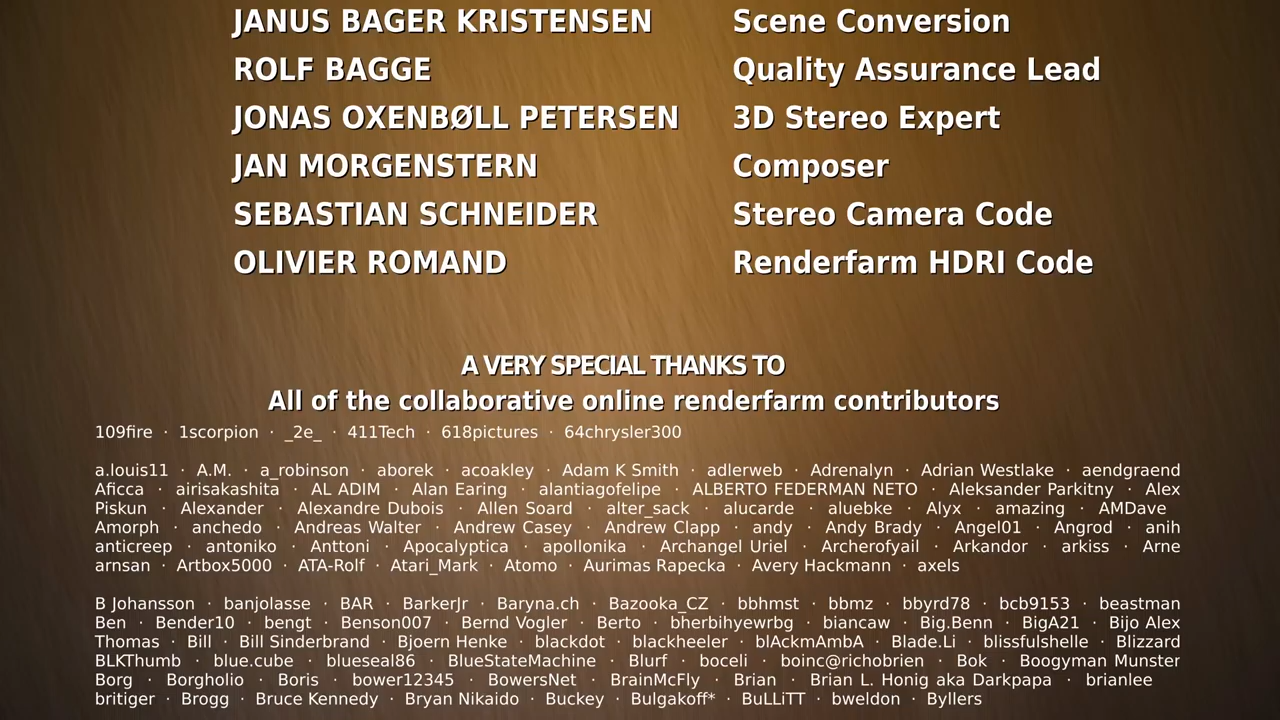 JANUS BAGER KRISTENSEN Scene Conversion
ROLF BAGGE Quality Assurance Lead
JONAS OXENBØLL PETERSEN 3D Stereo Expert
JAN MORGENSTERN Composer
SEBASTIAN SCHNEIDER Stereo Camera Code
OLIVIER ROMAND Renderfarm HDRI Code
A VERY SPECIAL THANKS TO
All of the collaborative online renderfarm contributors
109fire · 1scorpion · _2e_ · 411Tech · 618pictures · 64chrysler300
a.louis11 · A.M. · a_robinson · aborek · acoakley · Adam K Smith · adlerweb · Adrenalyn · Adrian Westlake · aendgraend
Aficca · airisakashita · AL ADIM · Alan Earing · alantiagofelipe · ALBERTO FEDERMAN NETO · Aleksander Parkitny · Alex
Piskun · Alexander · Alexandre Dubois · Allen Soard · alter_sack · alucarde · aluebke · Alyx · amazing · AMDave
Amorph · anchedo · Andreas Walter · Andrew Casey · Andrew Clapp · andy · Andy Brady · Angel01 · Angrod · anih
anticreep · antoniko · Anttoni · Apocalyptica · apollonika · Archangel Uriel · Archerofyail · Arkandor · arkiss · Arne
arnsan · Artbox5000 · ATA-Rolf · Atari_Mark · Atomo · Aurimas Rapecka · Avery Hackmann · axels
B Johansson · banjolasse · BAR · BarkerJr · Baryna.ch · Bazooka_CZ · bbhmst · bbmz · bbyrd78 · bcb9153 · beastman
Ben · Bender10 · bengt · Benson007 · Bernd Vogler · Berto · bherbihyewrbg · biancaw · Big.Benn · BigA21 · Bijo Alex
Thomas · Bill · Bill Sinderbrand · Bjoern Henke · blackdot · blackheeler · blAckmAmbA · Blade.Li · blissfulshelle · Blizzard
BLKThumb · blue.cube · blueseal86 · BlueStateMachine · Blurf · boceli · boinc@richobrien · Bok · Boogyman Munster
Borg · Borgholio · Boris · bower12345 · BowersNet · BrainMcFly · Brian · Brian L. Honig aka Darkpapa · brianlee
britiger · Brogg · Bruce Kennedy · Bryan Nikaido · Buckey · Bulgakoff* · BuLLiTT · bweldon · Byllers